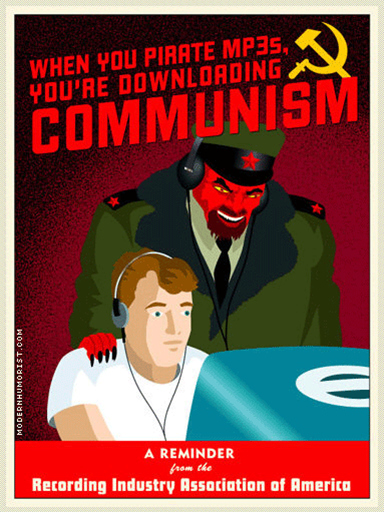 WHEN YOU PIRATE MP3s,
YOU'RE DOWNLOADING
COMMUNISM
MODERNHUMORIST.COM
A REMINDER
from the
Recording Industry Association of America